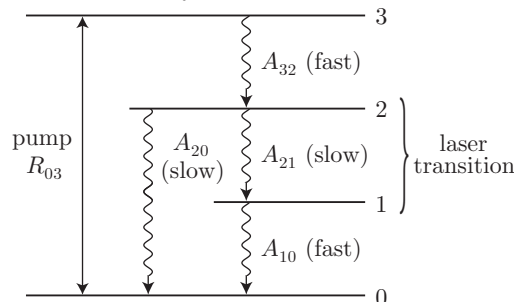 3
A₃₂ (fast)
2
pump
R₀₃
A₂₀
(slow)
A₂₁ (slow)
laser
transition
1
A₁₀ (fast)
0